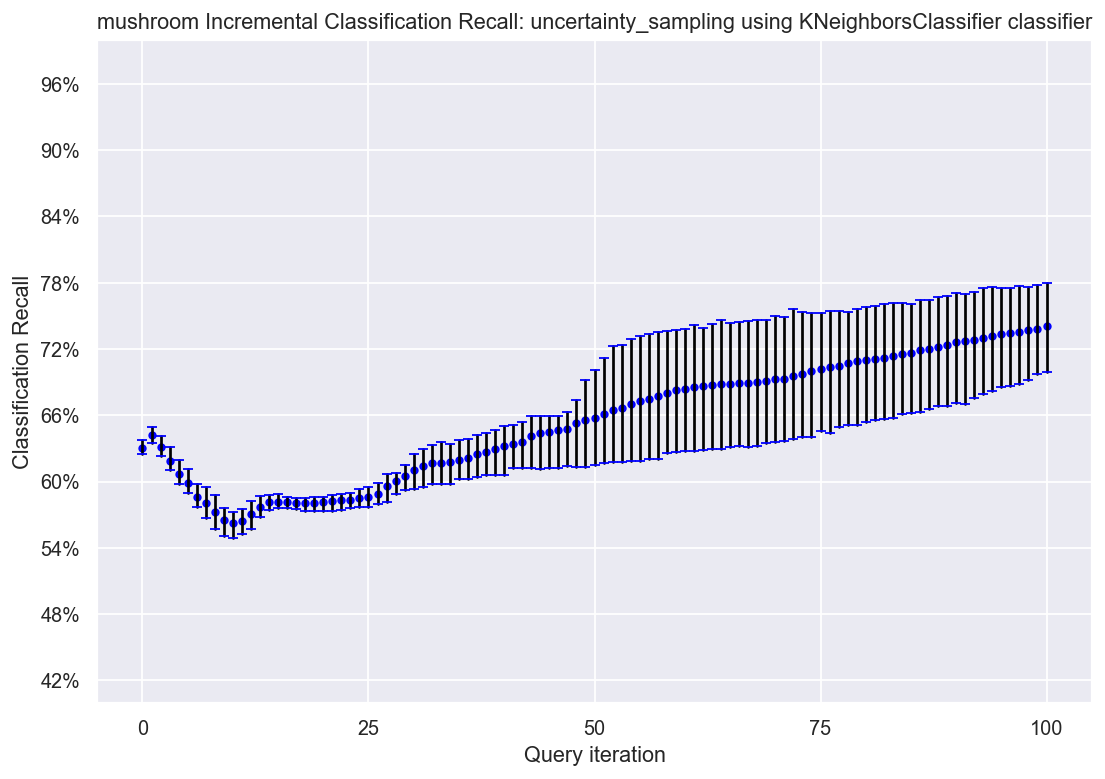 mushroom Incremental Classification Recall: uncertainty_sampling using KNeighborsClassifier classifier
96%
90%
84%
78%
72%
66%
60%
54%
48%
42%
Classification Recall
0 25 50 75 100
Query iteration